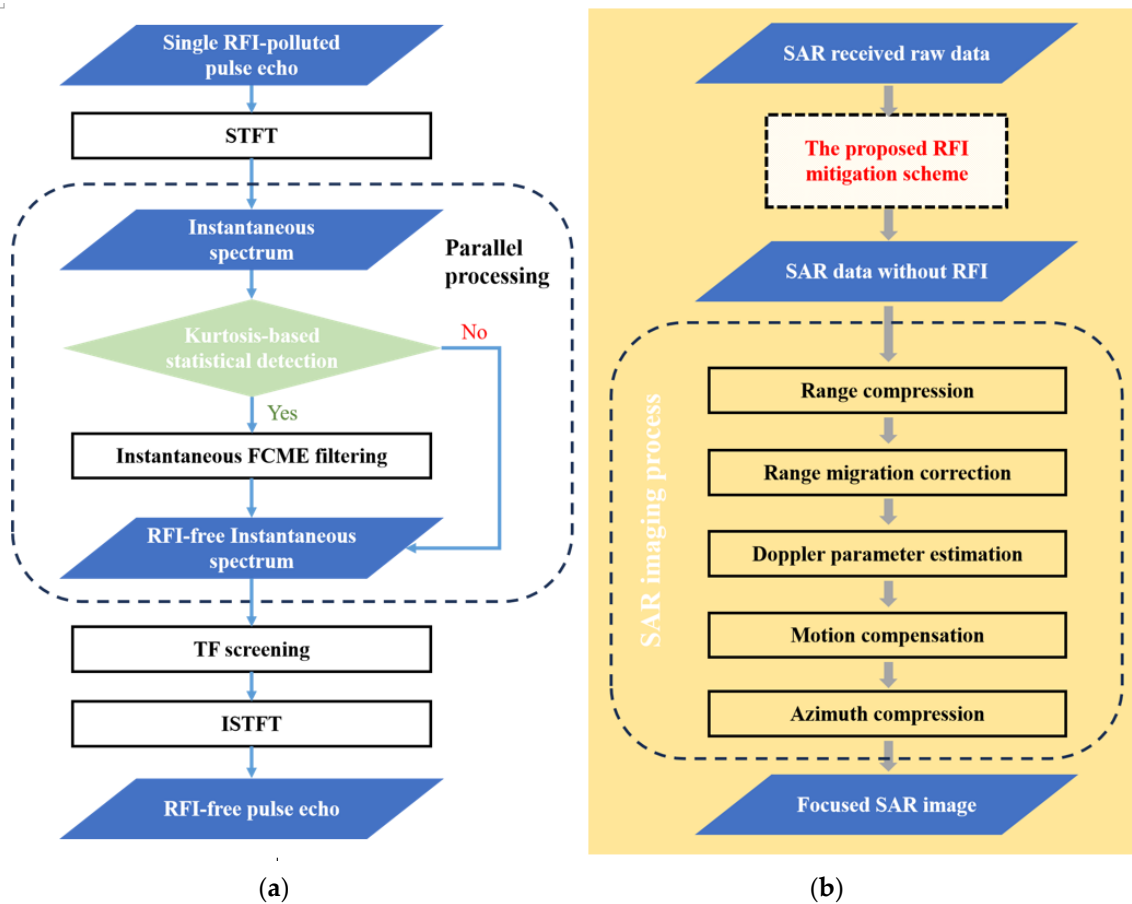 Single RFI-polluted
pulse echo
STFT
Instantaneous
spectrum
Parallel
processing
Kurtosis-based
statistical detection
No
Yes
Instantaneous FCME filtering
RFI-free Instantaneous
spectrum
TF screening
ISTFT
RFI-free pulse echo
(a)
SAR received raw data
The proposed RFI
mitigation scheme
SAR data without RFI
SAR imaging process
Range compression
Range migration correction
Doppler parameter estimation
Motion compensation
Azimuth compression
Focused SAR image
(b)